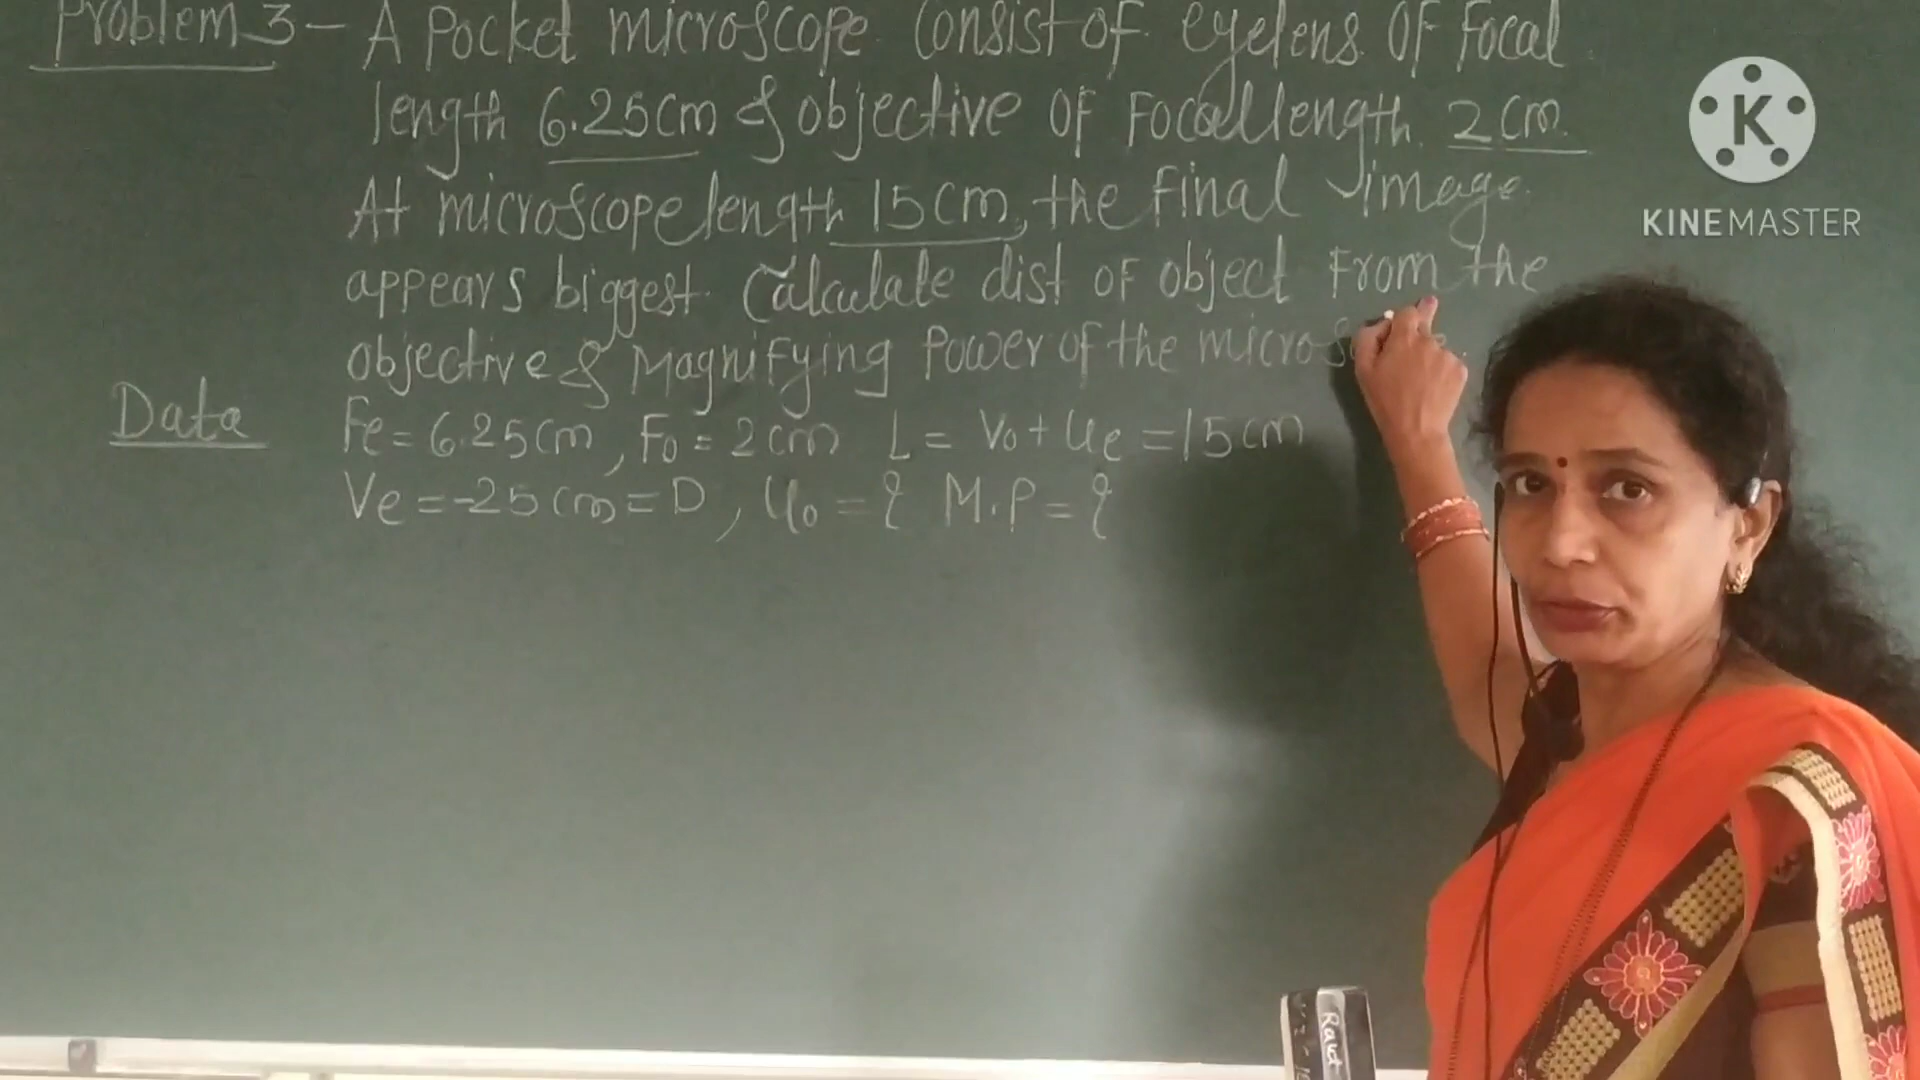 Problem 3 - A Pocket microscope Consist of eyelens of Focal
length 6.25cm & objective of Focal length 2cm
At microscope length 15cm, the final image
appears biggest. Calculate dist of object From the
objective & Magnifying Power of the
Data Fe = 6.25cm, Fo = 2cm L = Vo + Ue = 15cm
Ve = -25cm = D, Uo = ? M.P = ?
K
KINEMASTER